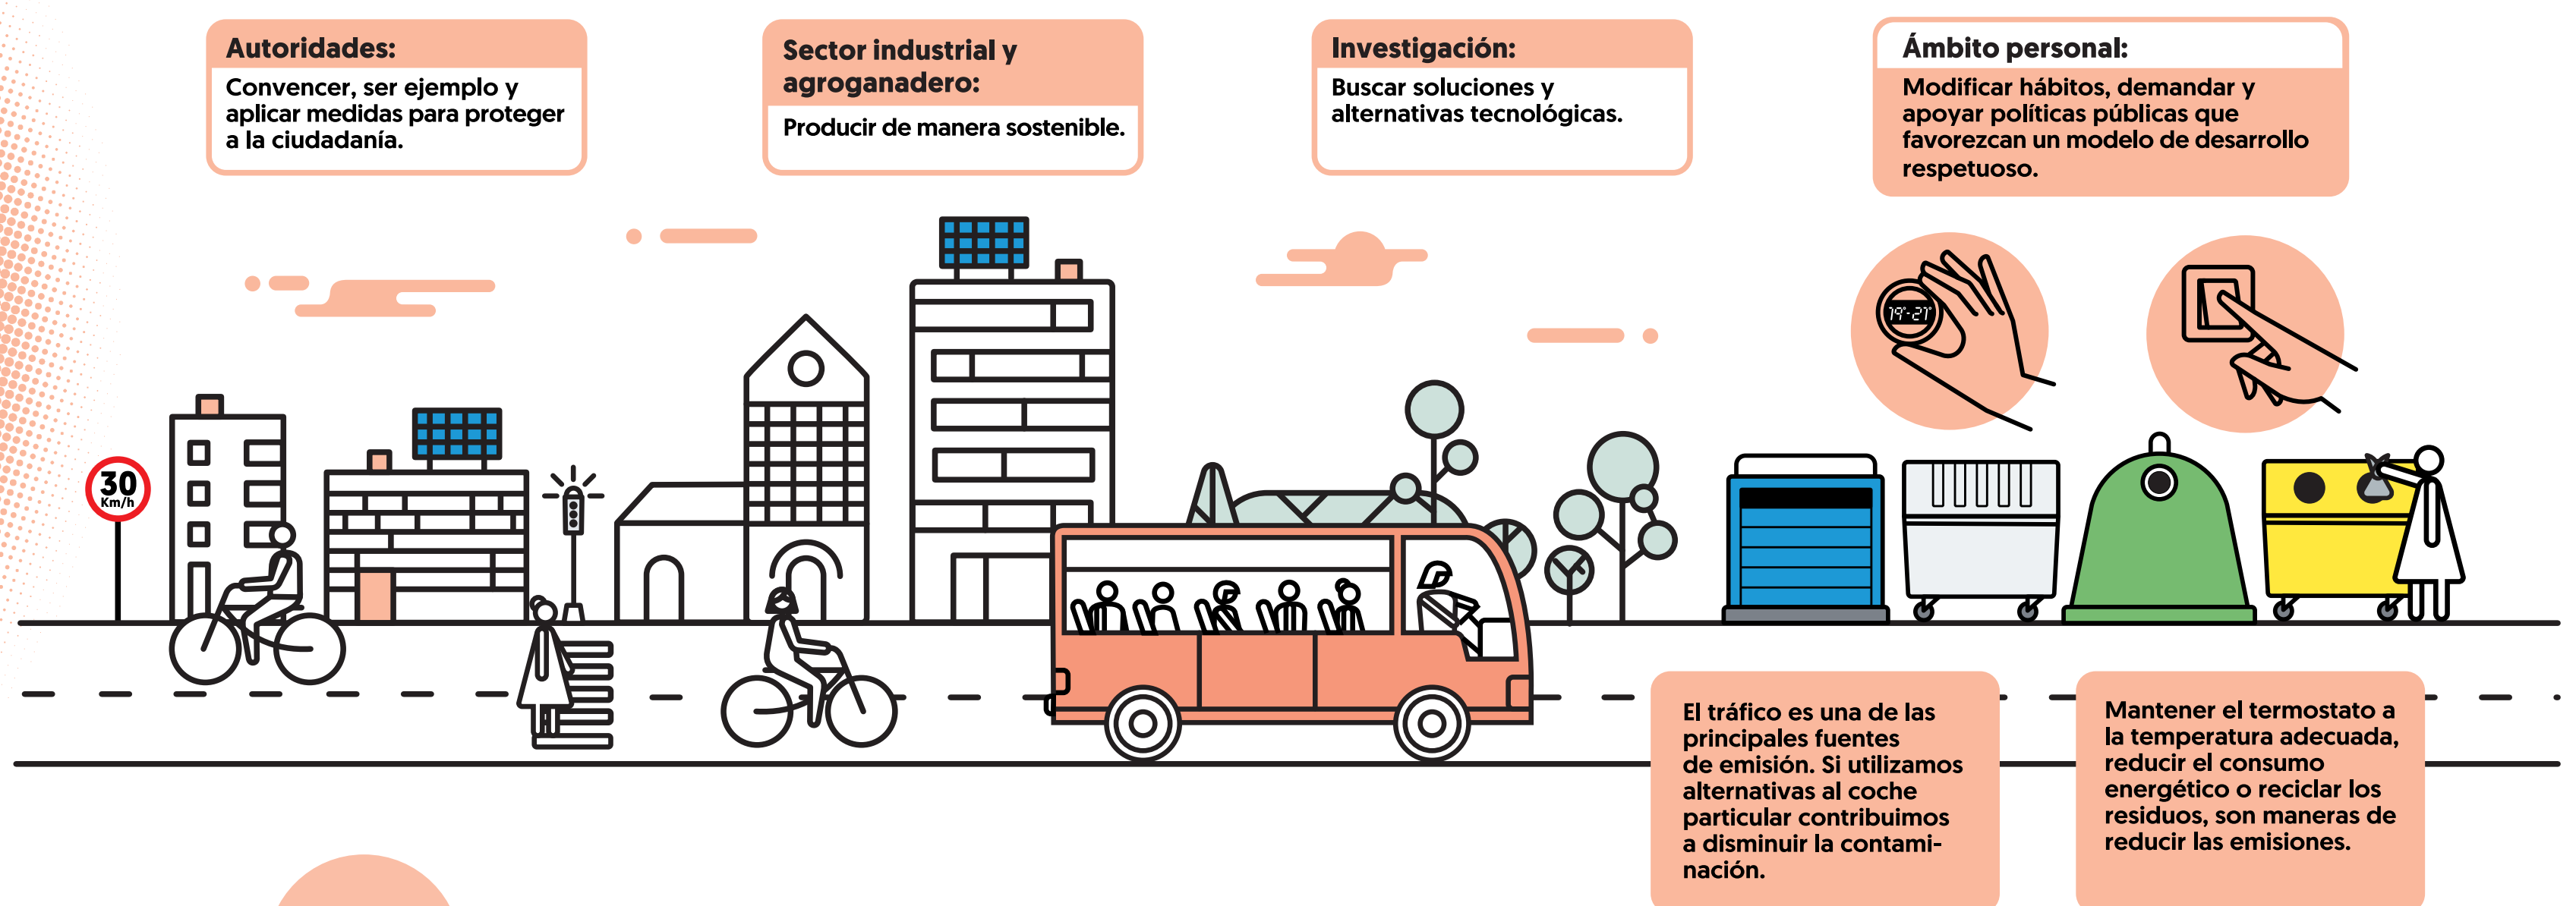 Autoridades:
Convencer, ser ejemplo y
aplicar medidas para proteger
a la ciudadanía.
Sector industrial y
agroganadero:
Producir de manera sostenible.
Investigación:
Buscar soluciones y
alternativas tecnológicas.
Ámbito personal:
Modificar hábitos, demandar y
apoyar políticas públicas que
favorezcan un modelo de desarrollo
respetuoso.
19°-21°
30
Km/h
El tráfico es una de las
principales fuentes
de emisión. Si utilizamos
alternativas al coche
particular contribuimos
a disminuir la contami-
nación.
Mantener el termostato a
la temperatura adecuada,
reducir el consumo
energético o reciclar los
residuos, son maneras de
reducir las emisiones.